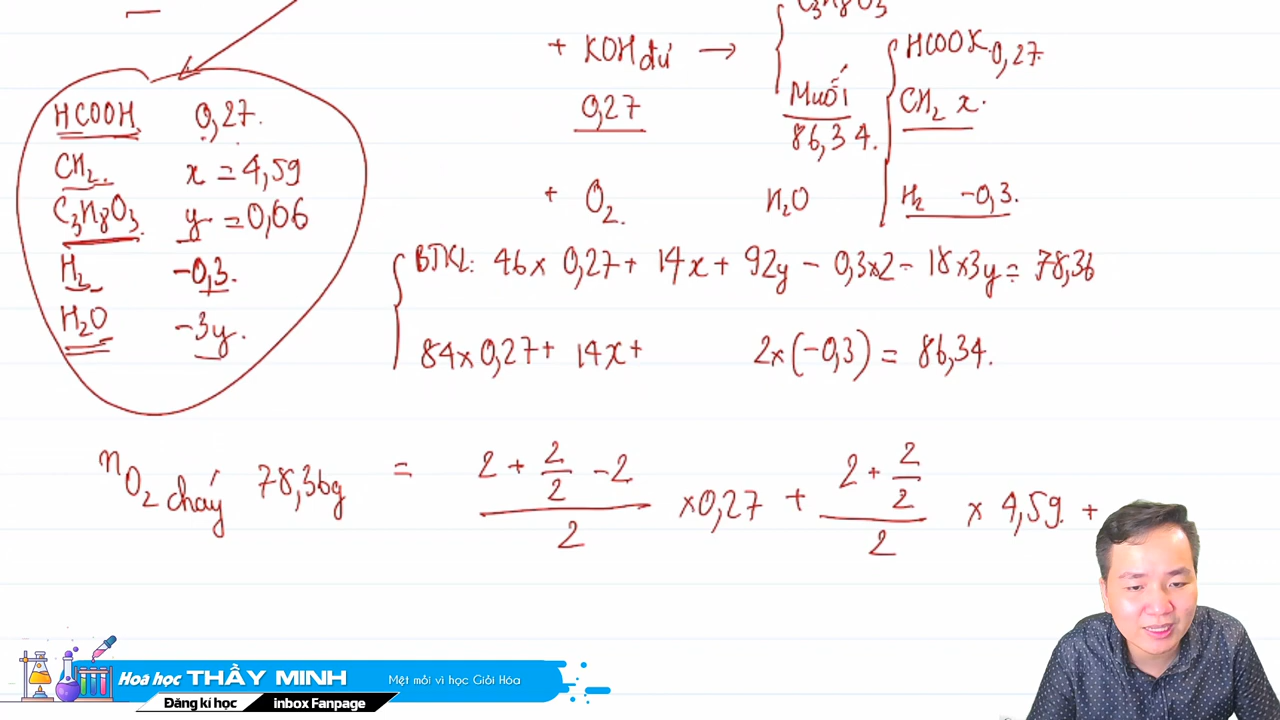 C3H8O3
+ KOH dư → HCOOK 0,27
0,27 Muối CH2 x
86,34.
+ O2. H2O H2 -0,3.
HCOOH 0,27.
CH2. x = 4,59
C3H8O3. y = 0,06
H2 -0,3.
H2O -3y.
BTKL: 46 x 0,27 + 14x + 92y - 0,3x2 - 18x3y = 78,36
84 x 0,27 + 14x + 2x(-0,3) = 86,34.
nO2 cháy 78,36g = (2 + 2/2 - 2)/2 x 0,27 + (2 + 2/2)/2 x 4,59. +
Hoá học THẦY MINH
Mệt mỏi vì học Giỏi Hóa
Đăng kí học inbox Fanpage